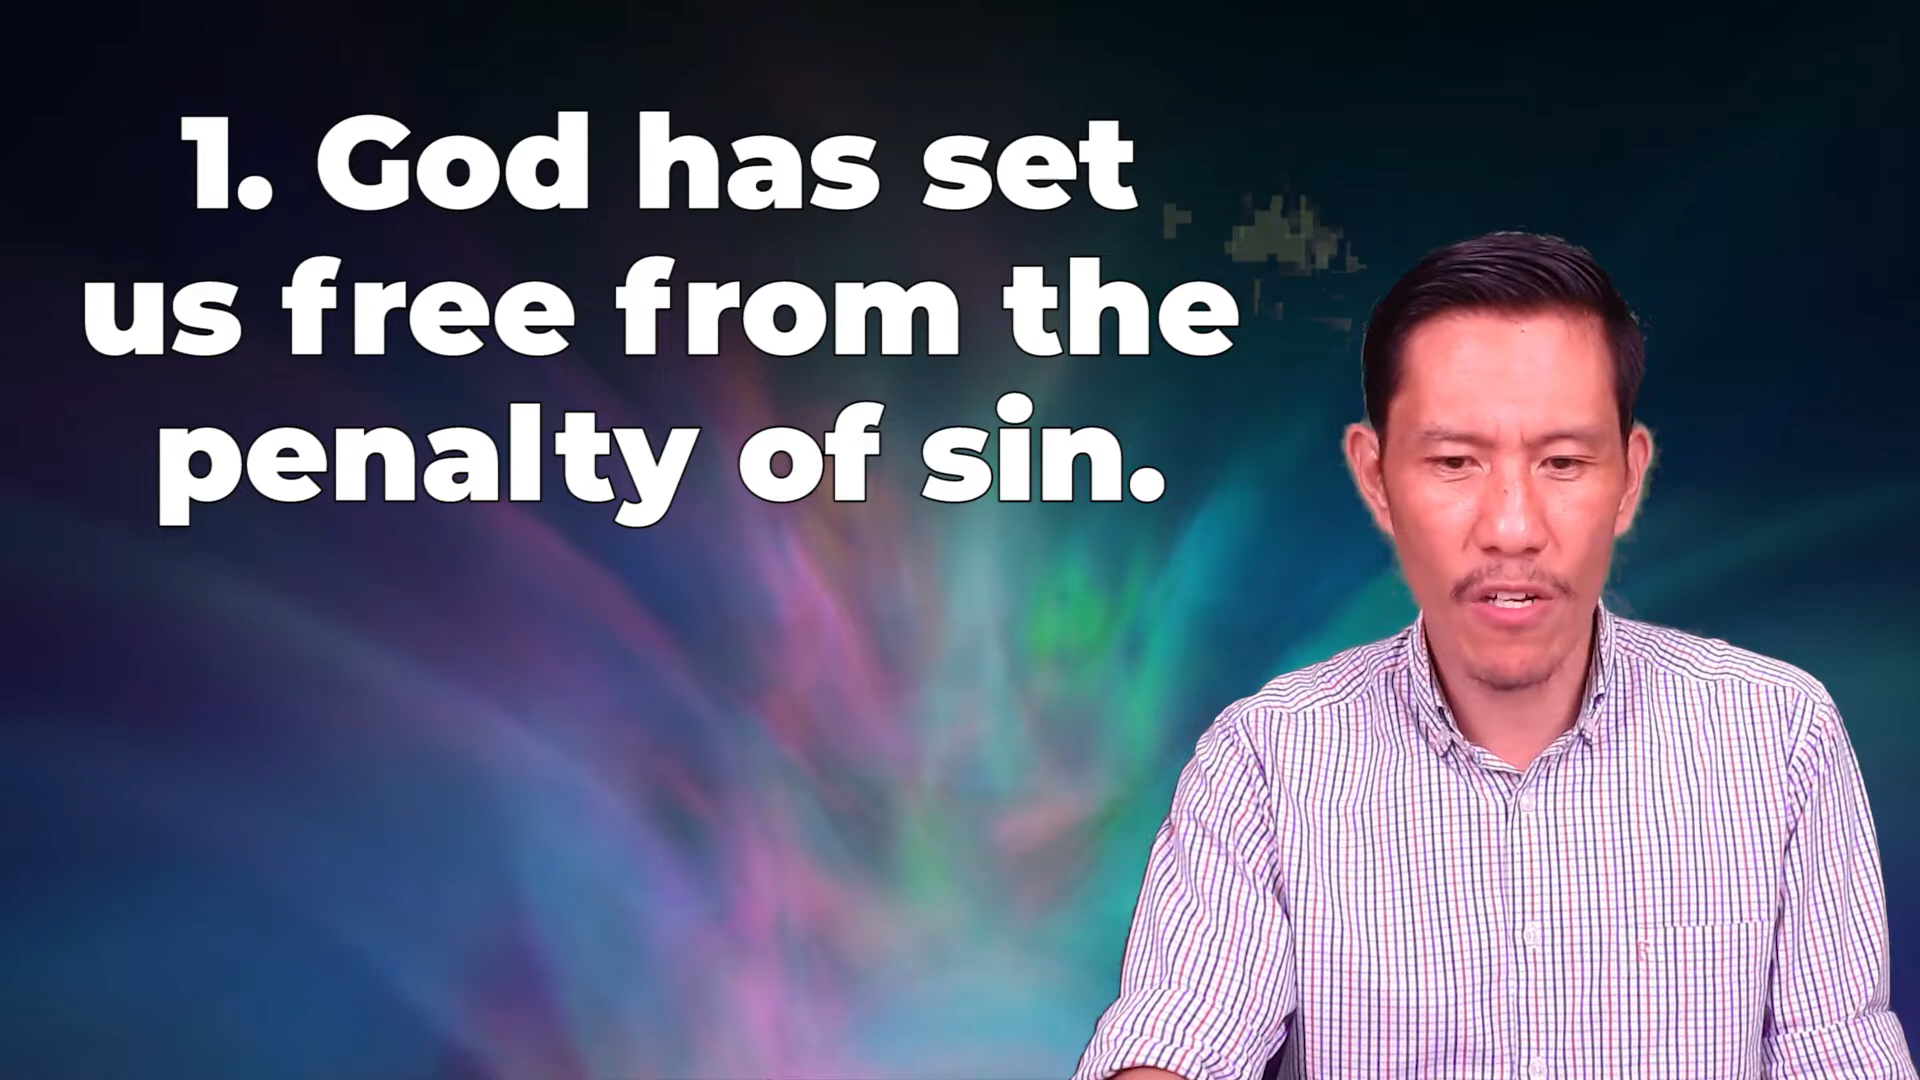 1. God has set
us free from the
penalty of sin.